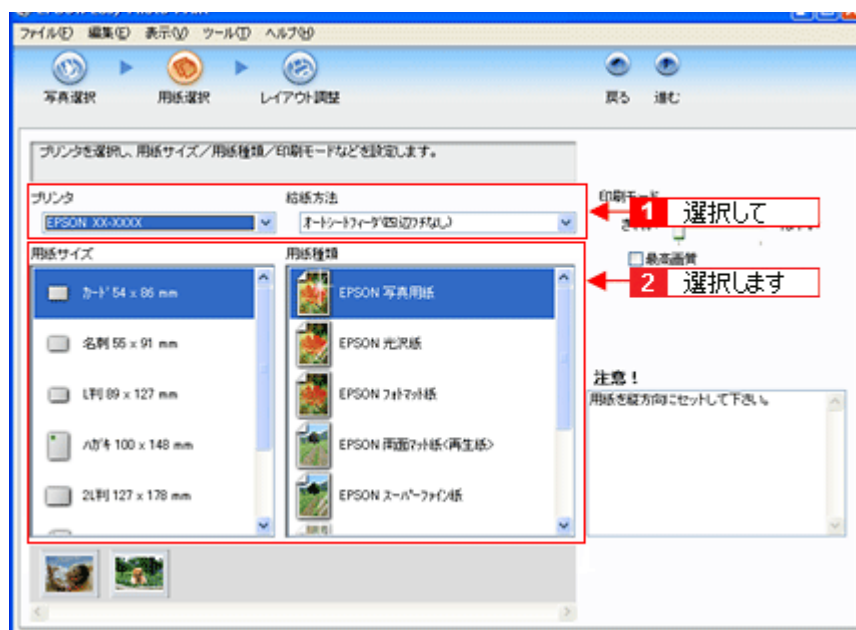 ファイル(F) 編集(E) 表示(V) ツール(T) ヘルプ(H)
写真選択 用紙選択 レイアウト調整 戻る 進む
プリンタを選択し、用紙サイズ/用紙種類/印刷モードなどを設定します。
プリンタ 給紙方法 印刷モード
EPSON XX-XXXX オートシートフィーダ(四辺フチなし)
1 選択して
用紙サイズ 用紙種類
最高画質
2 選択します
カード 54 x 86 mm EPSON 写真用紙
名刺 55 x 91 mm EPSON 光沢紙
L判 89 x 127 mm EPSON フォトマット紙
ハガキ 100 x 148 mm EPSON 両面マット紙<再生紙>
2L判 127 x 178 mm EPSON スーパーファイン紙
注意!
用紙を縦方向にセットして下さい。